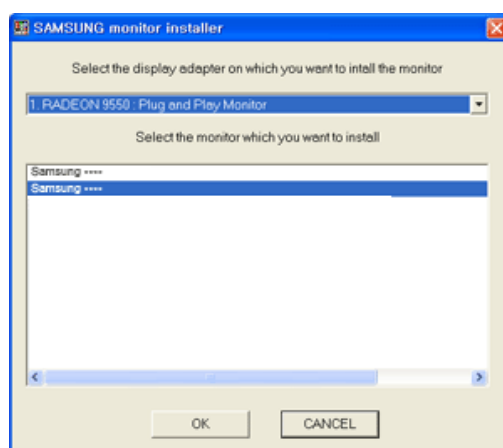 SAMSUNG monitor installer
Select the display adapter on which you want to intall the monitor
1. RADEON 9550 : Plug and Play Monitor
Select the monitor which you want to install
Samsung ----
Samsung ----
OK
CANCEL